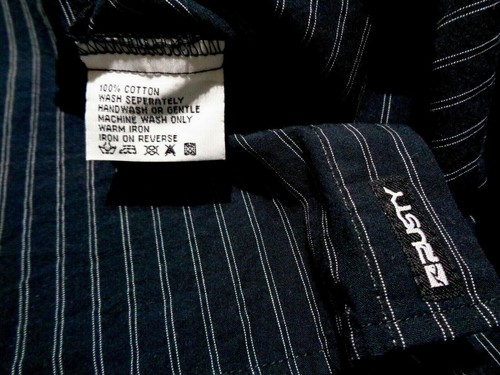 100% COTTON
WASH SEPERATELY
HANDWASH OR GENTLE
MACHINE WASH ONLY
WARM IRON
IRON ON REVERSE
RUSTY